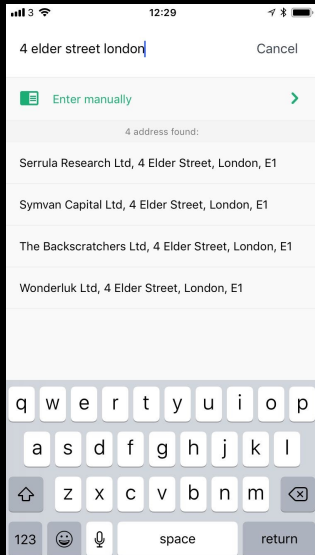 3 12:29
4 elder street london Cancel
Enter manually
4 address found:
Serrula Research Ltd, 4 Elder Street, London, E1
Symvan Capital Ltd, 4 Elder Street, London, E1
The Backscratchers Ltd, 4 Elder Street, London, E1
Wonderluk Ltd, 4 Elder Street, London, E1
q w e r t y u i o p
a s d f g h j k l
z x c v b n m
123 space return